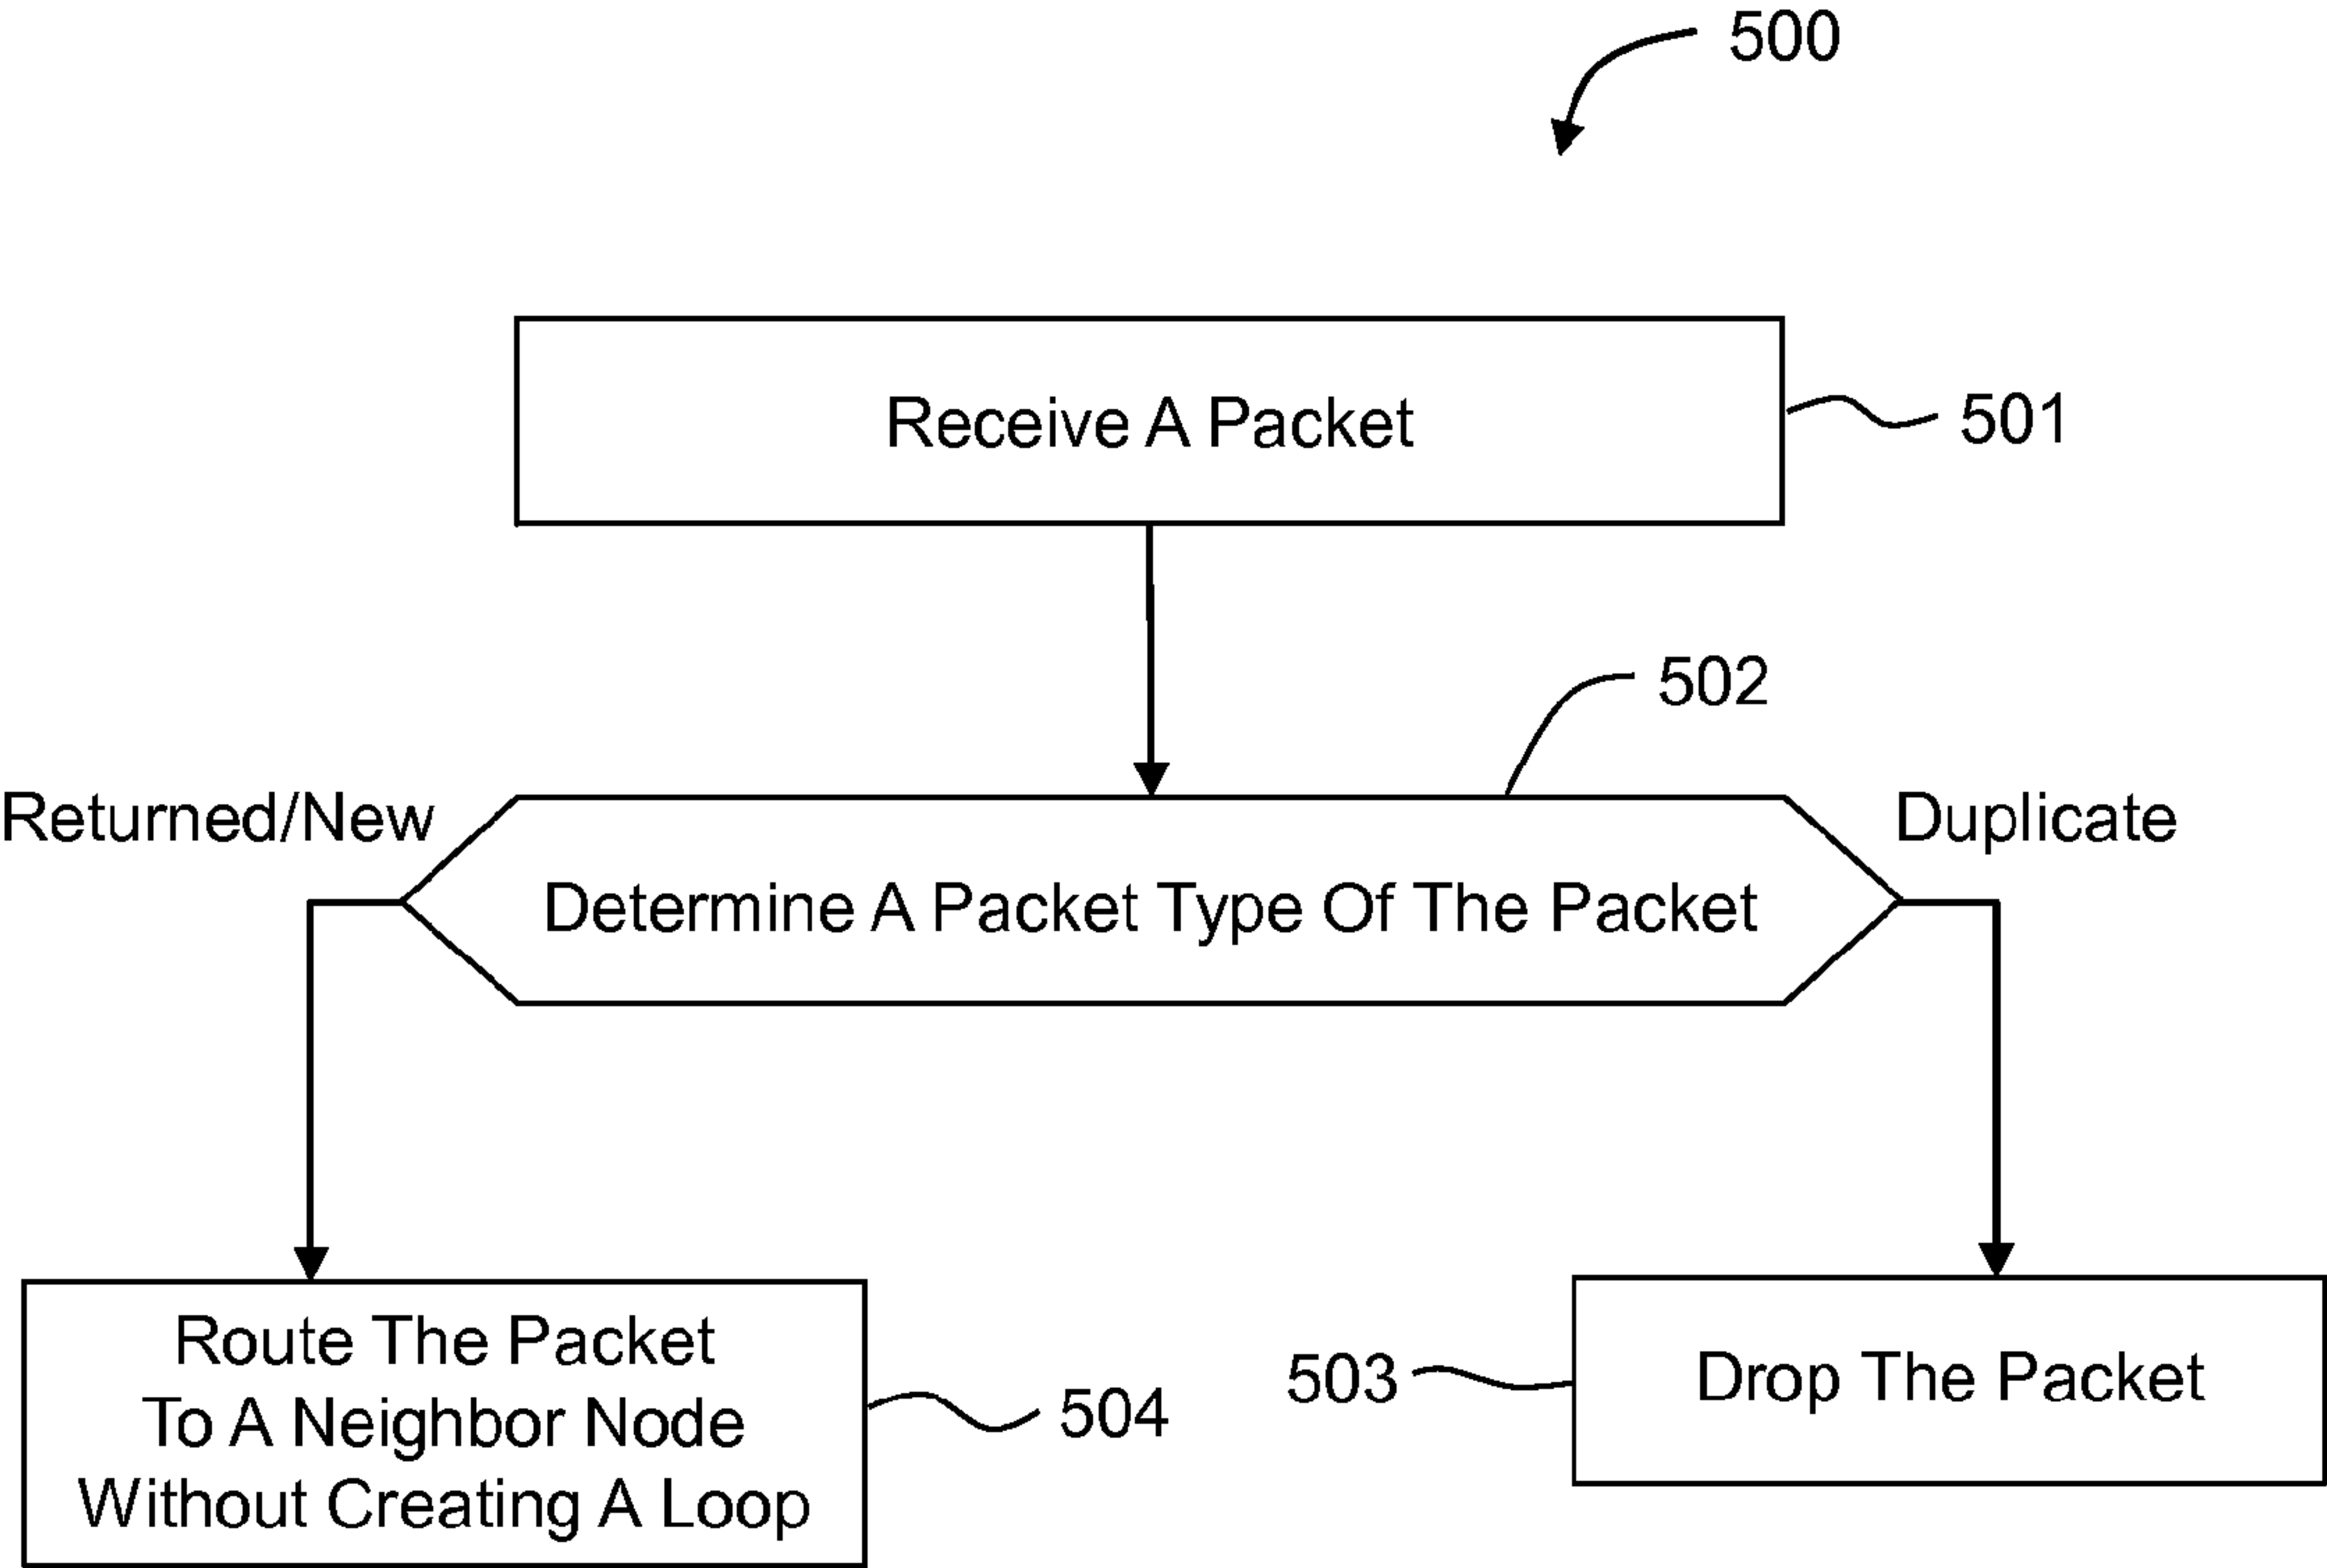 500
Receive A Packet
501
502
Returned/New
Duplicate
Determine A Packet Type Of The Packet
Route The Packet
To A Neighbor Node
Without Creating A Loop
504
503
Drop The Packet